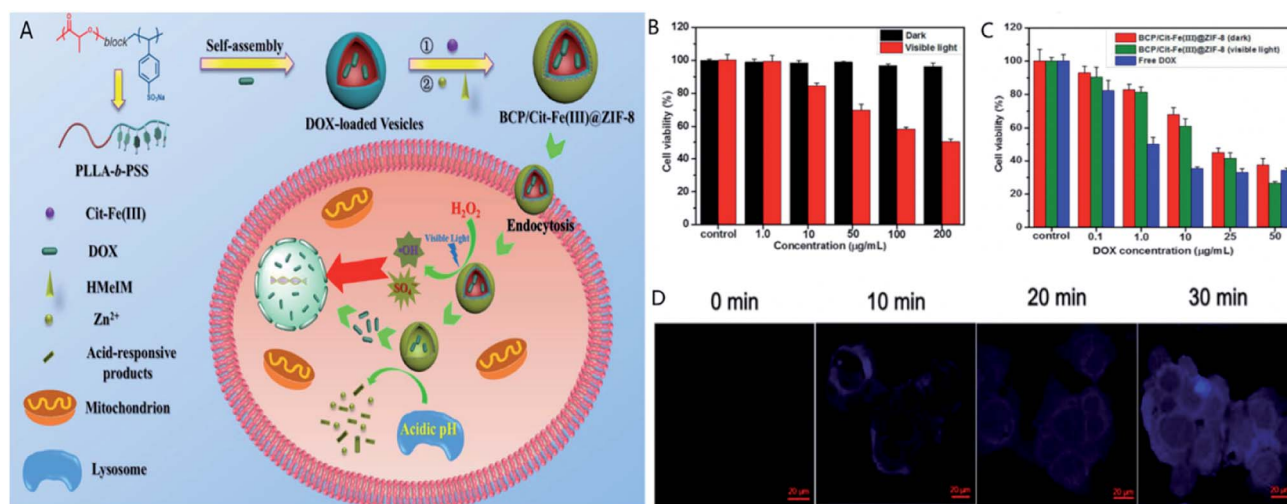 A
block
SO₃Na
PLLA-b-PSS
Self-assembly
DOX-loaded Vesicles
①
②
BCP/Cit-Fe(III)@ZIF-8
Endocytosis
H₂O₂
Visible Light
•OH
SO₄
Acidic pH
Cit-Fe(III)
DOX
HMeIM
Zn²⁺
Acid-responsive
products
Mitochondrion
Lysosome
B
Dark
Visible light
Cell viability (%)
120
100
80
60
40
20
0
control 1.0 10 50 100 200
Concentration (μg/mL)
C
BCP/Cit-Fe(III)@ZIF-8 (dark)
BCP/Cit-Fe(III)@ZIF-8 (visible light)
Free DOX
Cell viability (%)
120
100
80
60
40
20
0
control 0.1 1.0 10 25 50
DOX concentration (μg/mL)
D
0 min 10 min 20 min 30 min
20 μm 20 μm 20 μm 20 μm